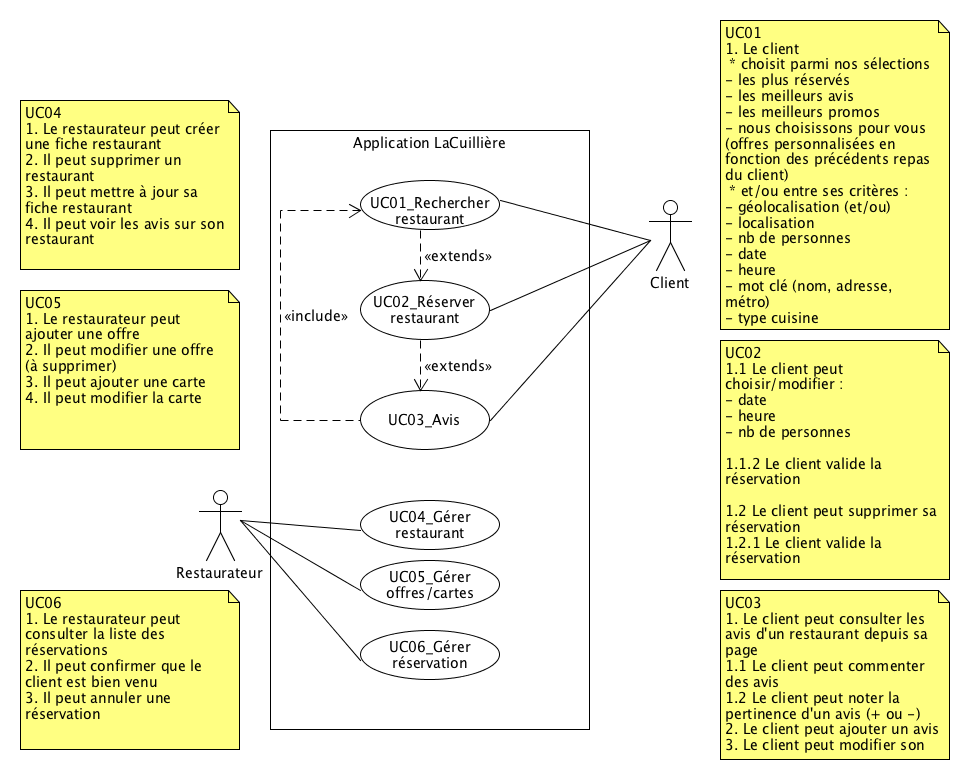 UC04
1. Le restaurateur peut créer
une fiche restaurant
2. Il peut supprimer un
restaurant
3. Il peut mettre à jour sa
fiche restaurant
4. Il peut voir les avis sur son
restaurant
UC05
1. Le restaurateur peut
ajouter une offre
2. Il peut modifier une offre
(à supprimer)
3. Il peut ajouter une carte
4. Il peut modifier la carte
Restaurateur
UC06
1. Le restaurateur peut
consulter la liste des
réservations
2. Il peut confirmer que le
client est bien venu
3. Il peut annuler une
réservation
Application LaCuillière
UC01_Rechercher
restaurant
«extends»
UC02_Réserver
restaurant
«include»
«extends»
UC03_Avis
UC04_Gérer
restaurant
UC05_Gérer
offres/cartes
UC06_Gérer
réservation
Client
UC01
1. Le client
* choisit parmi nos sélections
- les plus réservés
- les meilleurs avis
- les meilleurs promos
- nous choisissons pour vous
(offres personnalisées en
fonction des précédents repas
du client)
* et/ou entre ses critères :
- géolocalisation (et/ou)
- localisation
- nb de personnes
- date
- heure
- mot clé (nom, adresse,
métro)
- type cuisine
UC02
1.1 Le client peut
choisir/modifier :
- date
- heure
- nb de personnes
1.1.2 Le client valide la
réservation
1.2 Le client peut supprimer sa
réservation
1.2.1 Le client valide la
réservation
UC03
1. Le client peut consulter les
avis d'un restaurant depuis sa
page
1.1 Le client peut commenter
des avis
1.2 Le client peut noter la
pertinence d'un avis (+ ou -)
2. Le client peut ajouter un avis
3. Le client peut modifier son